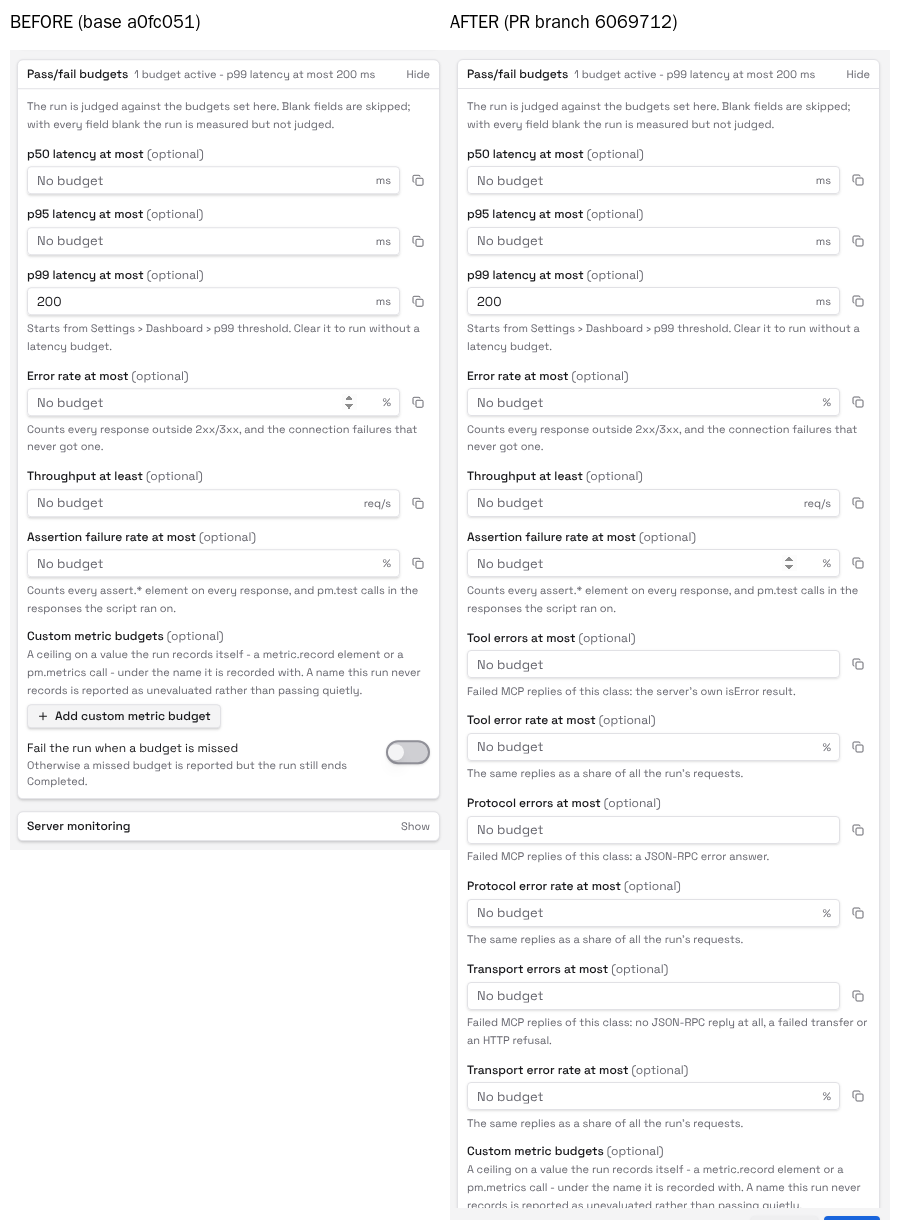 BEFORE (base a0fc051)
Pass/fail budgets 1 budget active - p99 latency at most 200 ms Hide
The run is judged against the budgets set here. Blank fields are skipped;
with every field blank the run is measured but not judged.
p50 latency at most (optional)
No budget ms
p95 latency at most (optional)
No budget ms
p99 latency at most (optional)
200 ms
Starts from Settings > Dashboard > p99 threshold. Clear it to run without a
latency budget.
Error rate at most (optional)
No budget %
Counts every response outside 2xx/3xx, and the connection failures that
never got one.
Throughput at least (optional)
No budget req/s
Assertion failure rate at most (optional)
No budget %
Counts every assert.* element on every response, and pm.test calls in the
responses the script ran on.
Custom metric budgets (optional)
A ceiling on a value the run records itself - a metric.record element or a
pm.metrics call - under the name it is recorded with. A name this run never
records is reported as unevaluated rather than passing quietly.
+ Add custom metric budget
Fail the run when a budget is missed
Otherwise a missed budget is reported but the run still ends
Completed.
Server monitoring Show
AFTER (PR branch 6069712)
Pass/fail budgets 1 budget active - p99 latency at most 200 ms Hide
The run is judged against the budgets set here. Blank fields are skipped;
with every field blank the run is measured but not judged.
p50 latency at most (optional)
No budget ms
p95 latency at most (optional)
No budget ms
p99 latency at most (optional)
200 ms
Starts from Settings > Dashboard > p99 threshold. Clear it to run without a
latency budget.
Error rate at most (optional)
No budget %
Counts every response outside 2xx/3xx, and the connection failures that
never got one.
Throughput at least (optional)
No budget req/s
Assertion failure rate at most (optional)
No budget %
Counts every assert.* element on every response, and pm.test calls in the
responses the script ran on.
Tool errors at most (optional)
No budget
Failed MCP replies of this class: the server's own isError result.
Tool error rate at most (optional)
No budget %
The same replies as a share of all the run's requests.
Protocol errors at most (optional)
No budget
Failed MCP replies of this class: a JSON-RPC error answer.
Protocol error rate at most (optional)
No budget %
The same replies as a share of all the run's requests.
Transport errors at most (optional)
No budget
Failed MCP replies of this class: no JSON-RPC reply at all, a failed transfer or
an HTTP refusal.
Transport error rate at most (optional)
No budget %
The same replies as a share of all the run's requests.
Custom metric budgets (optional)
A ceiling on a value the run records itself - a metric.record element or a
pm.metrics call - under the name it is recorded with. A name this run never
records is reported as unevaluated rather than passing quietly.